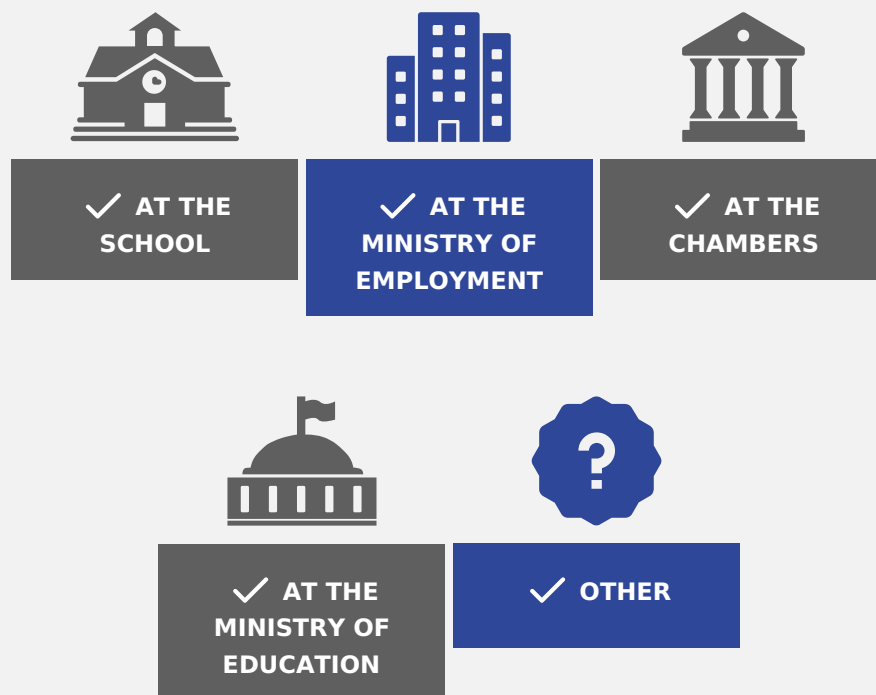 ✓ AT THE
SCHOOL
✓ AT THE
MINISTRY OF
EMPLOYMENT
✓ AT THE
CHAMBERS
?
✓ AT THE
MINISTRY OF
EDUCATION
✓ OTHER